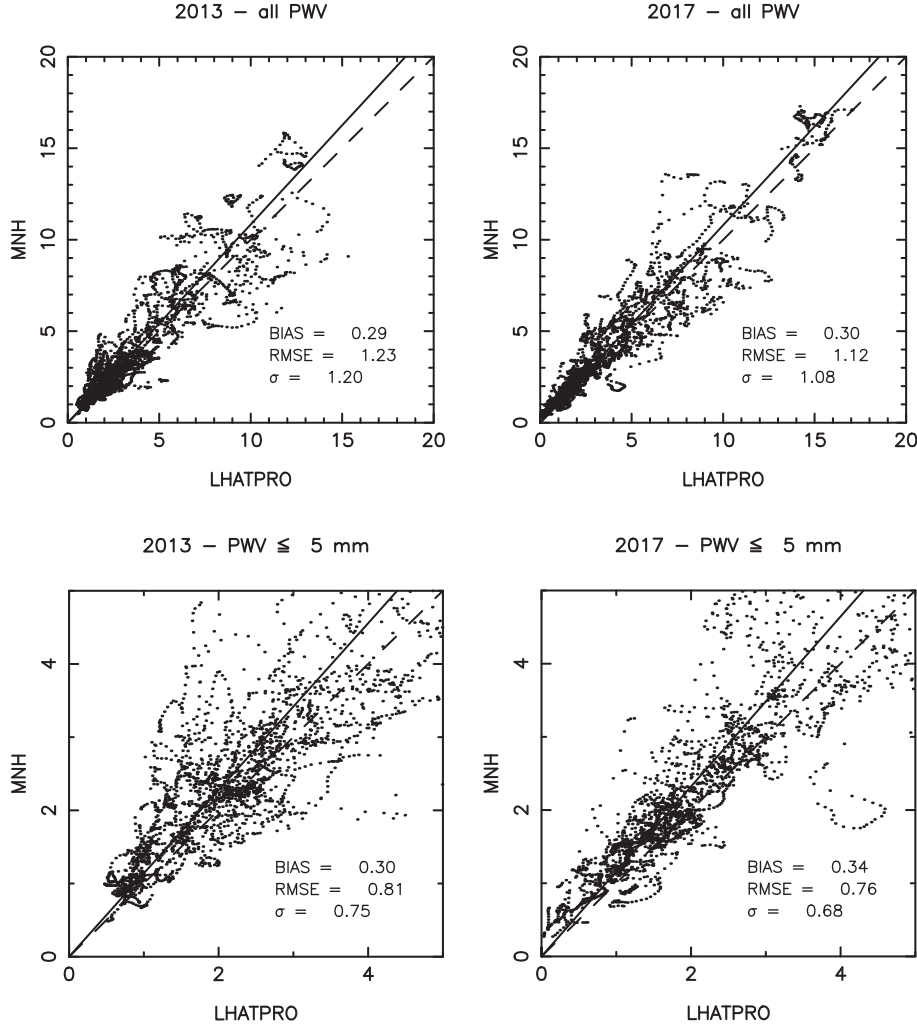 2013 – all PWV
20
15
10
5
0
MNH
BIAS = 0.29
RMSE = 1.23
σ = 1.20
0 5 10 15 20
LHATPRO
2017 – all PWV
20
15
10
5
0
MNH
BIAS = 0.30
RMSE = 1.12
σ = 1.08
0 5 10 15 20
LHATPRO
2013 – PWV ≦ 5 mm
4
2
0
MNH
BIAS = 0.30
RMSE = 0.81
σ = 0.75
0 2 4
LHATPRO
2017 – PWV ≦ 5 mm
4
2
0
MNH
BIAS = 0.34
RMSE = 0.76
σ = 0.68
0 2 4
LHATPRO